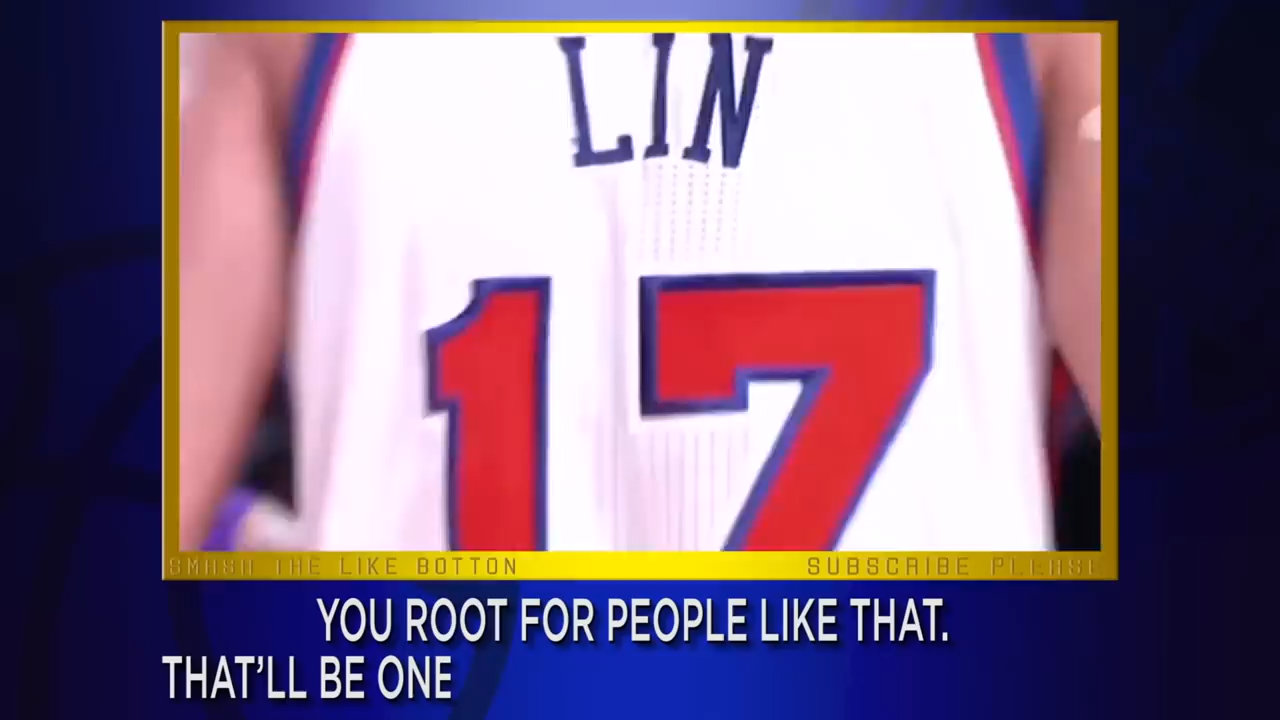 LIN
17
SMASH THE LIKE BOTTON
SUBSCRIBE PLEASE
YOU ROOT FOR PEOPLE LIKE THAT.
THAT'LL BE ONE